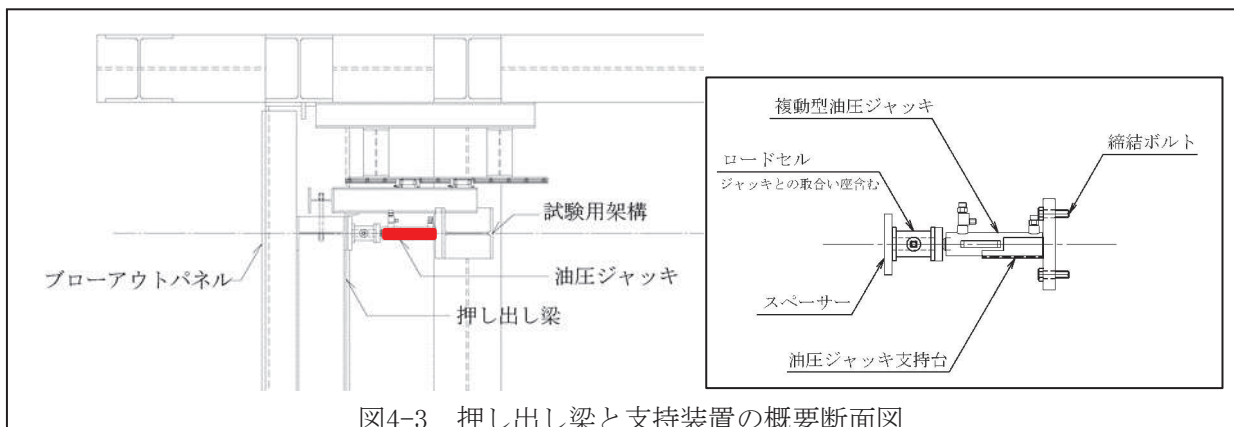 試験用架構
油圧ジャッキ
ブローアウトパネル
押し出し梁
複動型油圧ジャッキ
締結ボルト
ロードセル
ジャッキとの取合い座含む
スペーサー
油圧ジャッキ支持台
図4-3 押し出し梁と支持装置の概要断面図